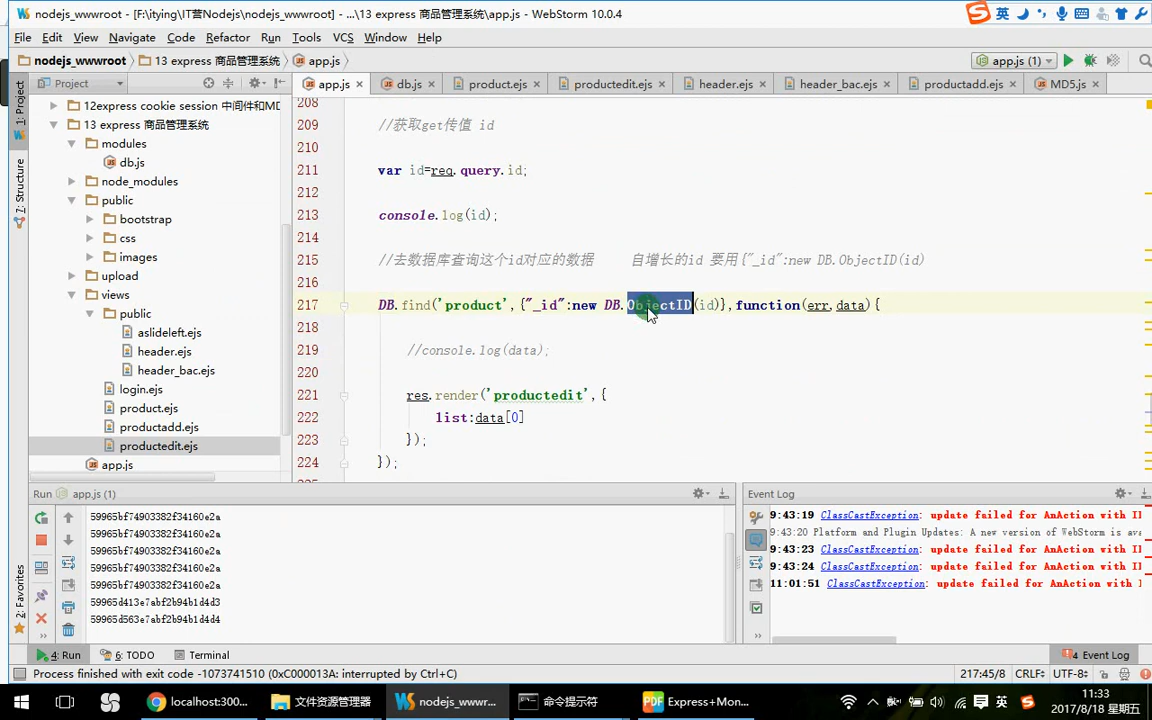 nodejs_wwwroot - [F:\itying\IT营Nodejs\nodejs_wwwroot] - ...\13 express 商品管理系统\app.js - WebStorm 10.0.4
英
File Edit View Navigate Code Refactor Run Tools VCS Window Help
nodejs_wwwroot 13 express 商品管理系统 app.js
app.js (1)
1: Project
7: Structure
2: Favorites
Project
app.js db.js product.ejs productedit.ejs header.ejs header_bac.ejs productadd.ejs MD5.js
12express cookie session 中间件和MD
13 express 商品管理系统
modules
db.js
node_modules
public
bootstrap
css
images
upload
views
public
aslideleft.ejs
header.ejs
header_bac.ejs
login.ejs
product.ejs
productadd.ejs
productedit.ejs
app.js
208
209 //获取get传值 id
210
211 var id=req.query.id;
212
213 console.log(id);
214
215 //去数据库查询这个id对应的数据 自增长的id 要用{"_id":new DB.ObjectID(id)
216
217 DB.find('product',{"_id":new DB.ObjectID(id)},function(err,data){
218
219 //console.log(data);
220
221 res.render('productedit',{
222 list:data[0]
223 });
224 });
Run app.js (1)
59965bf74903382f34160e2a
59965bf74903382f34160e2a
59965bf74903382f34160e2a
59965bf74903382f34160e2a
59965bf74903382f34160e2a
59965d413e7abf2b94b1d4d3
59965d563e7abf2b94b1d4d4
Event Log
9:43:19 ClassCastException: update failed for AnAction with I
9:43:20 Platform and Plugin Updates: A new version of WebStorm is ava
9:43:23 ClassCastException: update failed for AnAction with I
9:43:24 ClassCastException: update failed for AnAction with I
11:01:51 ClassCastException: update failed for AnAction with I
4: Run 6: TODO Terminal 4 Event Log
Process finished with exit code -1073741510 (0xC000013A: interrupted by Ctrl+C) 217:45/8 CRLF÷ UTF-8÷
localhost:300... 文件资源管理器 nodejs_wwwr... 命令提示符 Express+Mon... 英
11:33
2017/8/18 星期五